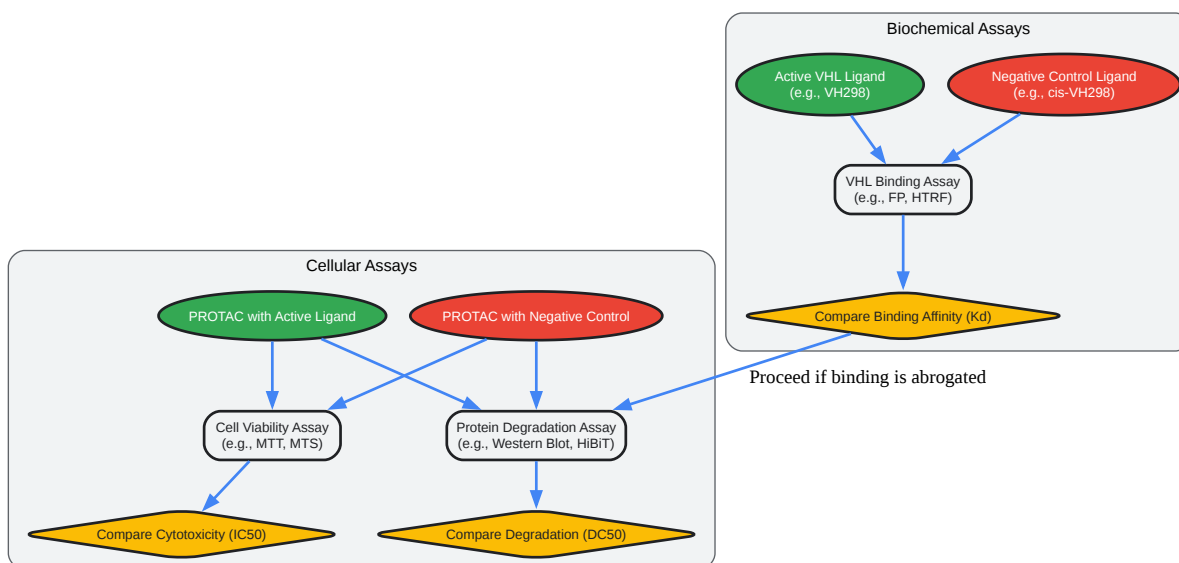 Biochemical Assays
Active VHL Ligand
(e.g., VH298)
Negative Control Ligand
(e.g., cis-VH298)
VHL Binding Assay
(e.g., FP, HTRF)
Compare Binding Affinity (Kd)
Proceed if binding is abrogated
Cellular Assays
PROTAC with Active Ligand
PROTAC with Negative Control
Cell Viability Assay
(e.g., MTT, MTS)
Protein Degradation Assay
(e.g., Western Blot, HiBiT)
Compare Cytotoxicity (IC50)
Compare Degradation (DC50)